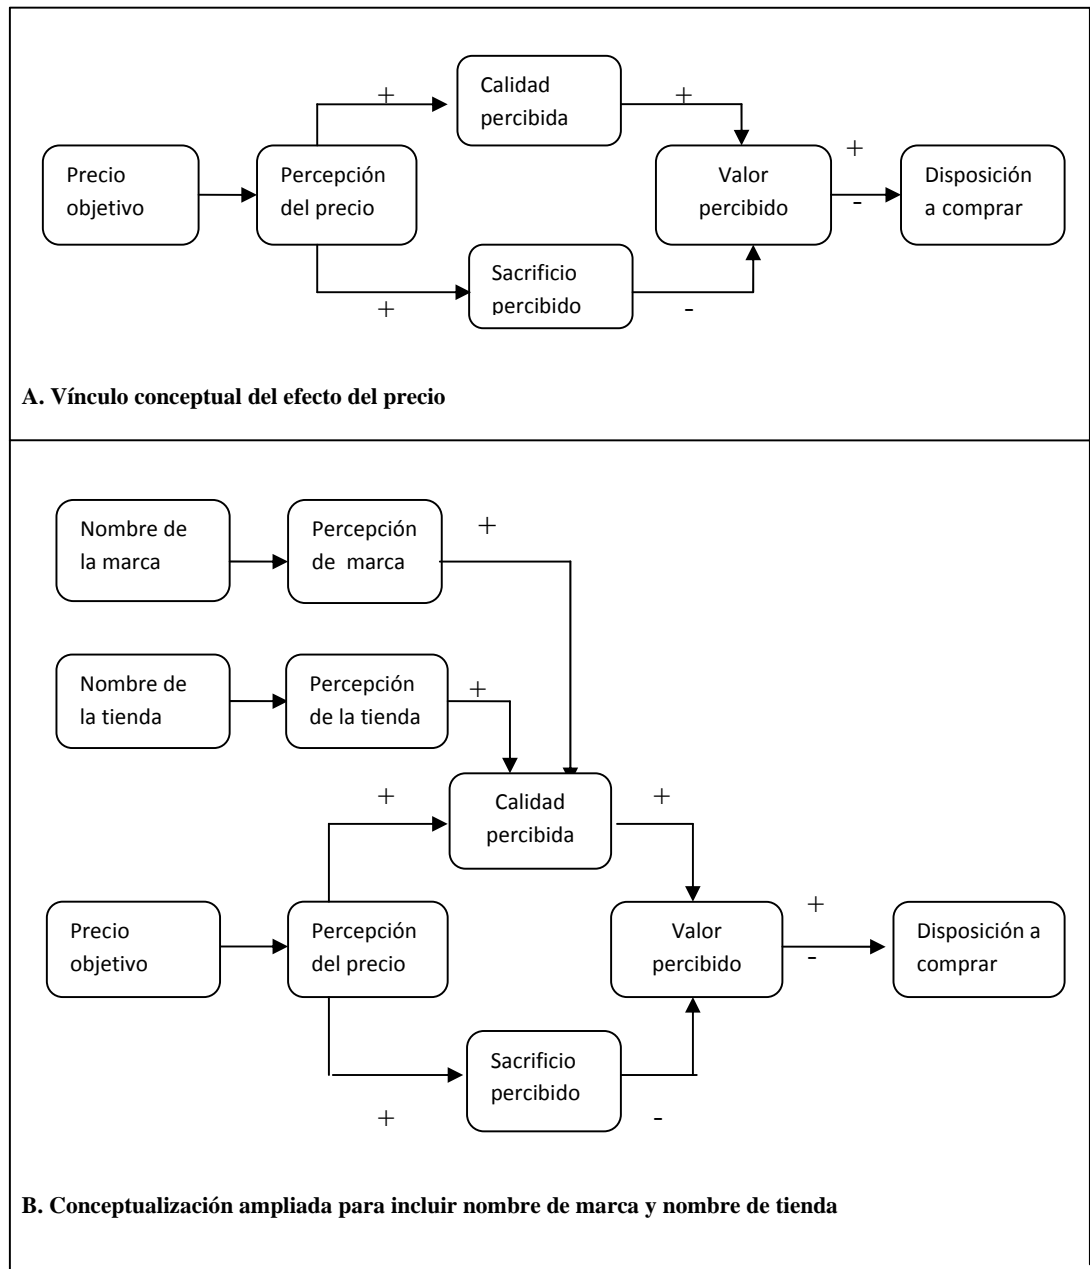 +
Calidad
percibida
+
Precio
objetivo
Percepción
del precio
Valor
percibido
+
-
Disposición
a comprar
+
Sacrificio
percibido
-
A. Vínculo conceptual del efecto del precio
Nombre de
la marca
Percepción
de marca
+
Nombre de
la tienda
Percepción
de la tienda
+
+
Calidad
percibida
+
Precio
objetivo
Percepción
del precio
Valor
percibido
+
-
Disposición a
comprar
+
Sacrificio
percibido
-
B. Conceptualización ampliada para incluir nombre de marca y nombre de tienda